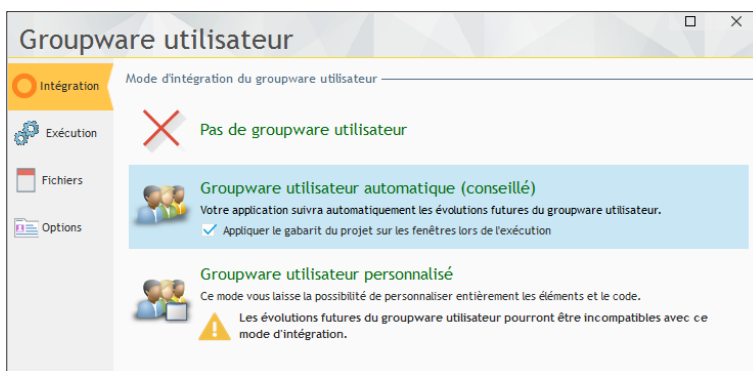 Groupware utilisateur
Intégration
Mode d'intégration du groupware utilisateur
Pas de groupware utilisateur
Exécution
Fichiers
Groupware utilisateur automatique (conseillé)
Votre application suivra automatiquement les évolutions futures du groupware utilisateur.
Appliquer le gabarit du projet sur les fenêtres lors de l'exécution
Options
Groupware utilisateur personnalisé
Ce mode vous laisse la possibilité de personnaliser entièrement les éléments et le code.
Les évolutions futures du groupware utilisateur pourront être incompatibles avec ce
mode d'intégration.